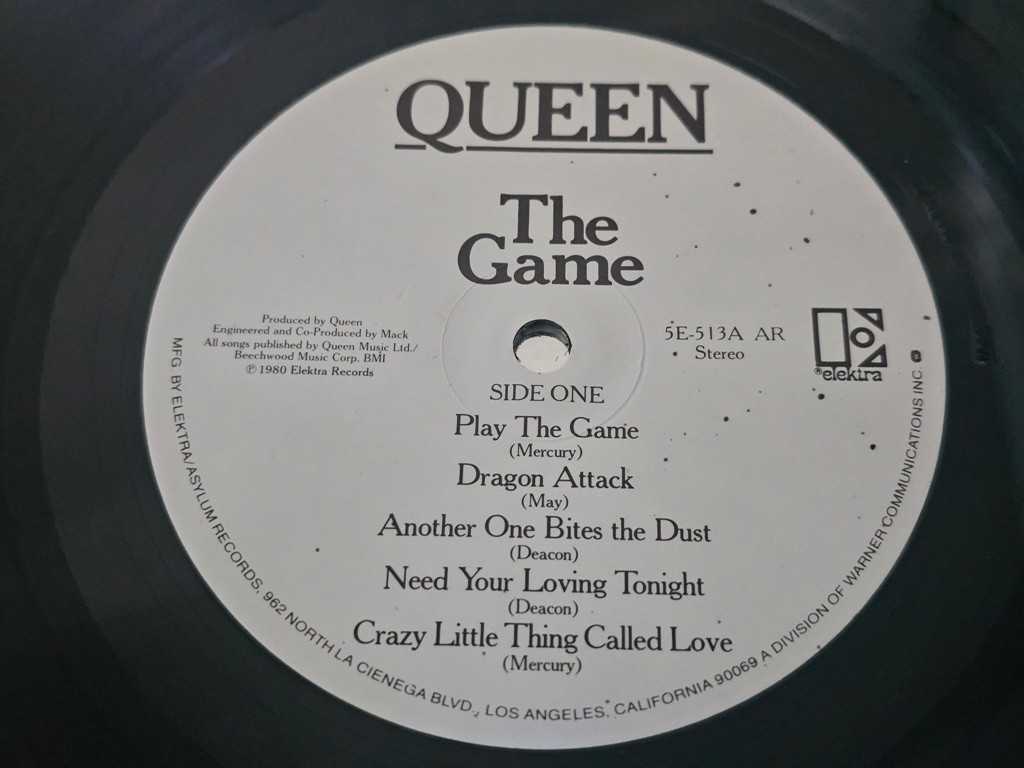 QUEEN
The
Game
Produced by Queen
Engineered and Co-Produced by Mack
All songs published by Queen Music Ltd./
Beechwood Music Corp. BMI
℗ 1980 Elektra Records
5E-513A AR
Stereo
®elektra
SIDE ONE
Play The Game
(Mercury)
Dragon Attack
(May)
Another One Bites the Dust
(Deacon)
Need Your Loving Tonight
(Deacon)
Crazy Little Thing Called Love
(Mercury)
MFG. BY ELEKTRA/ASYLUM RECORDS, 962 NORTH LA CIENEGA BLVD., LOS ANGELES, CALIFORNIA 90069 A DIVISION OF WARNER COMMUNICATIONS INC.